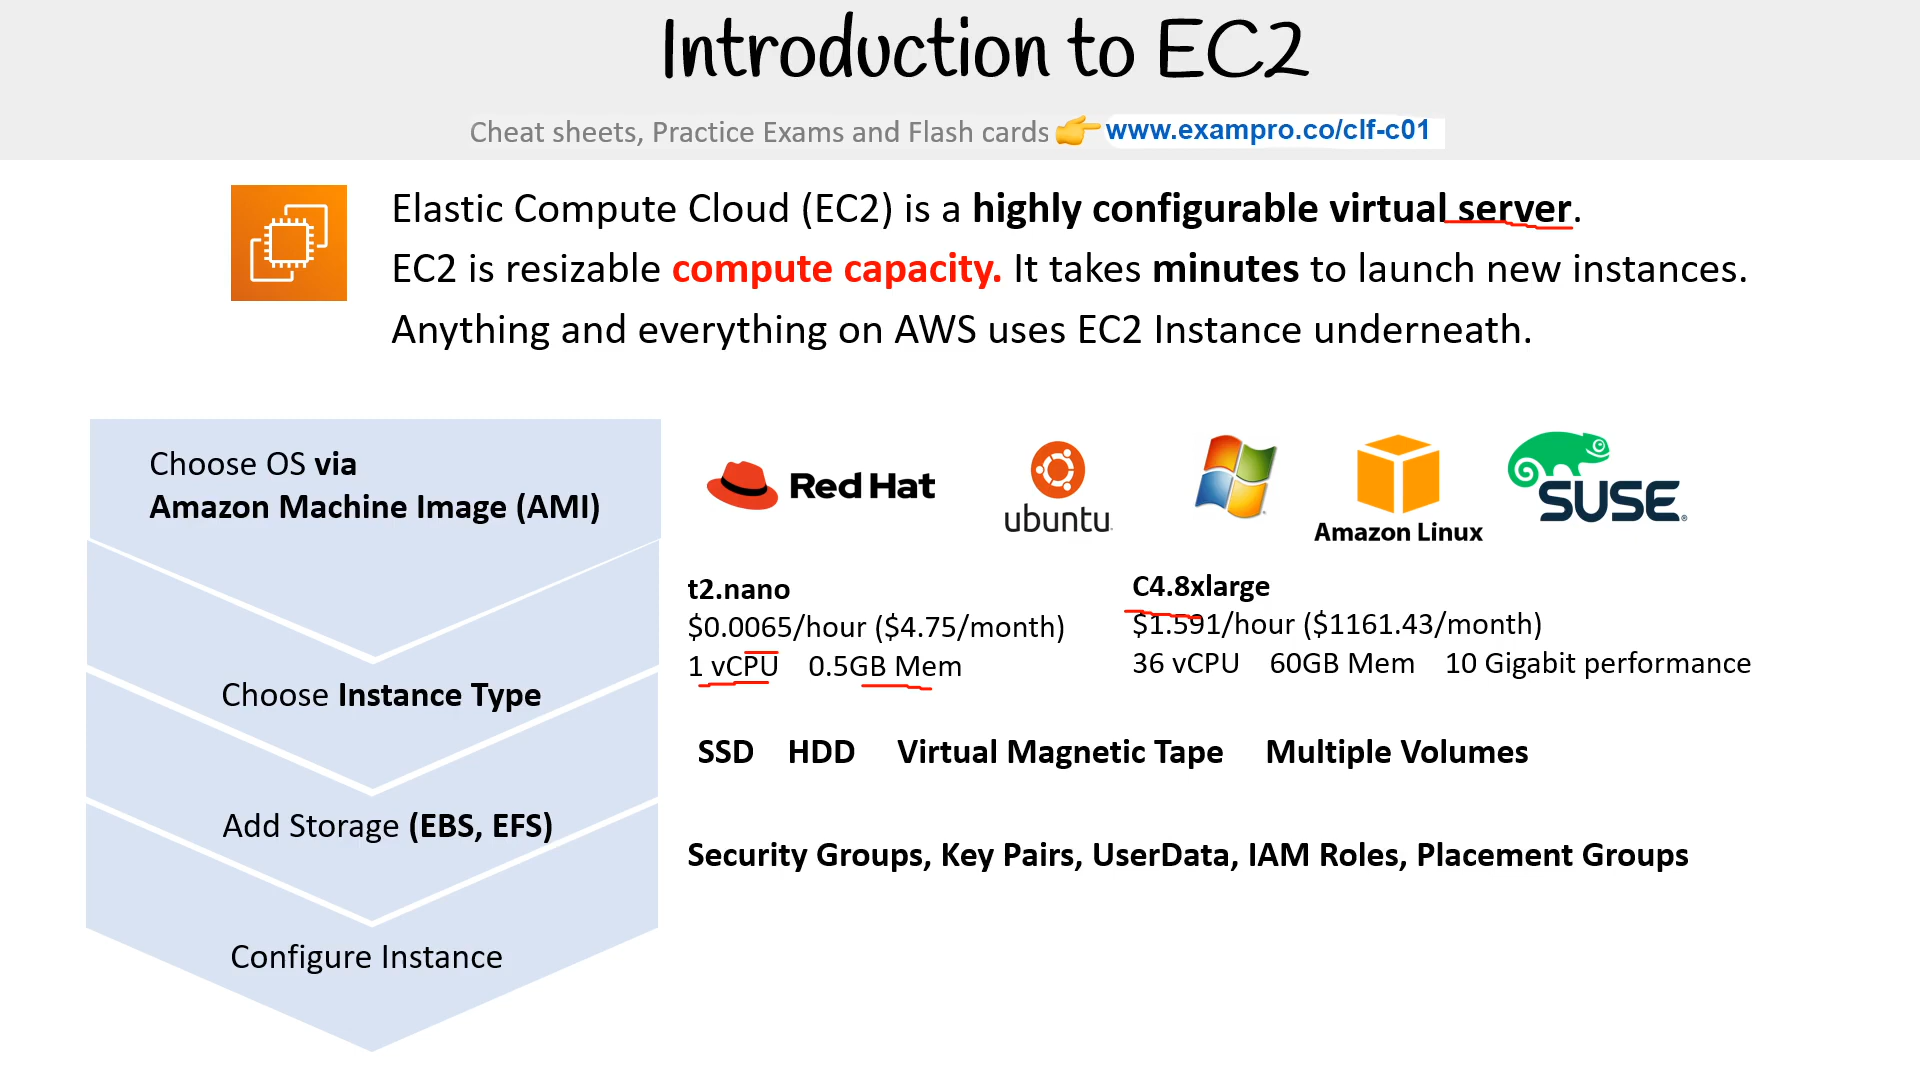 Introduction to EC2
Cheat sheets, Practice Exams and Flash cards 👉 www.exampro.co/clf-c01
Elastic Compute Cloud (EC2) is a highly configurable virtual server.
EC2 is resizable compute capacity. It takes minutes to launch new instances.
Anything and everything on AWS uses EC2 Instance underneath.
Choose OS via
Amazon Machine Image (AMI)
Red Hat
ubuntu
Amazon Linux
SUSE
Choose Instance Type
t2.nano
$0.0065/hour ($4.75/month)
1 vCPU 0.5GB Mem
C4.8xlarge
$1.591/hour ($1161.43/month)
36 vCPU 60GB Mem 10 Gigabit performance
Add Storage (EBS, EFS)
SSD HDD Virtual Magnetic Tape Multiple Volumes
Configure Instance
Security Groups, Key Pairs, UserData, IAM Roles, Placement Groups